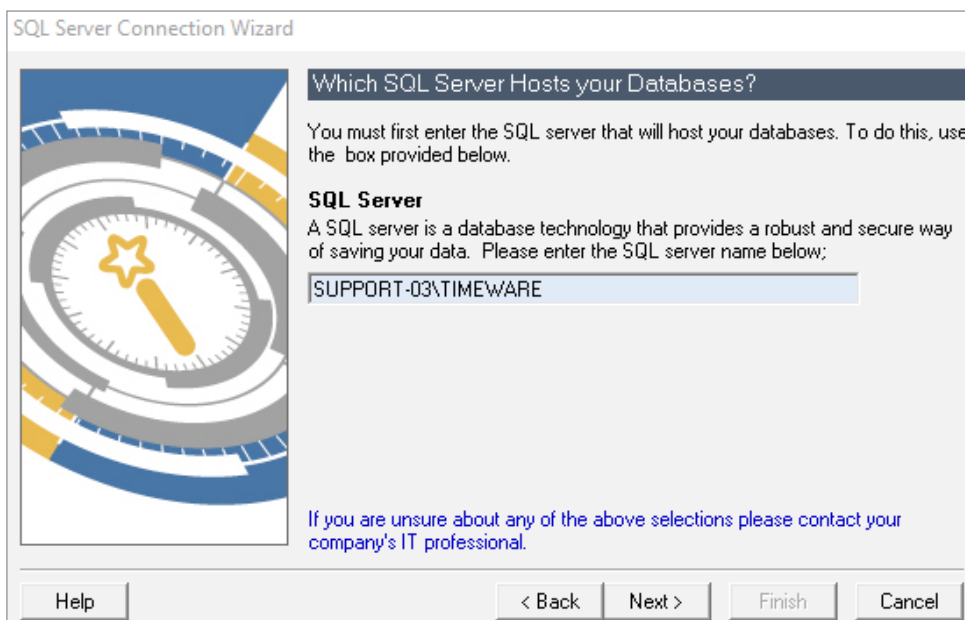 SQL Server Connection Wizard
Which SQL Server Hosts your Databases?
You must first enter the SQL server that will host your databases. To do this, use
the  box provided below.
SQL Server
A SQL server is a database technology that provides a robust and secure way
of saving your data.  Please enter the SQL server name below;
SUPPORT-03\TIMEWARE
If you are unsure about any of the above selections please contact your
company's IT professional.
Help
< Back
Next >
Finish
Cancel